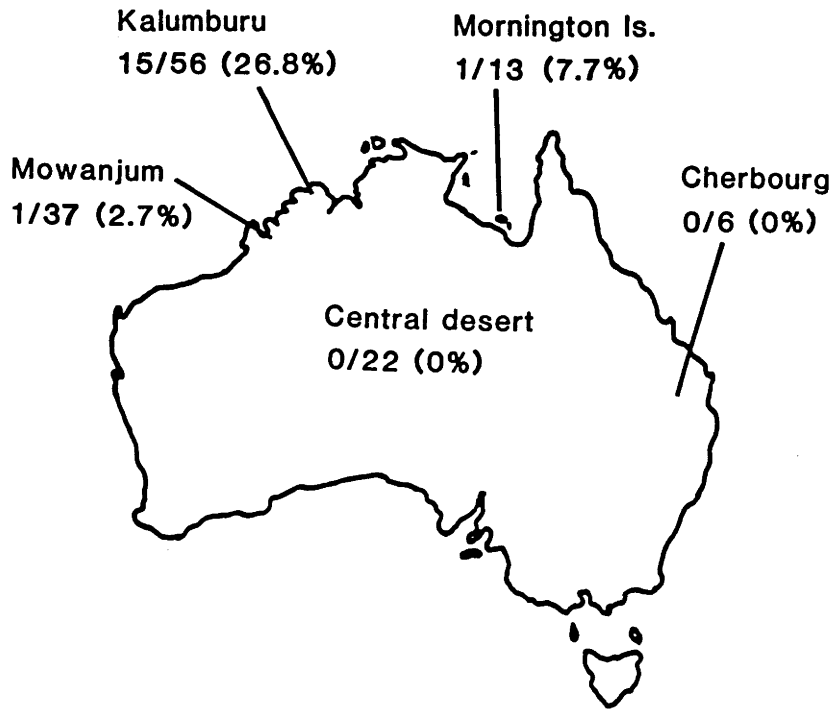 Kalumburu
15/56 (26.8%)
Mornington Is.
1/13 (7.7%)
Mowanjum
1/37 (2.7%)
Cherbourg
0/6 (0%)
Central desert
0/22 (0%)